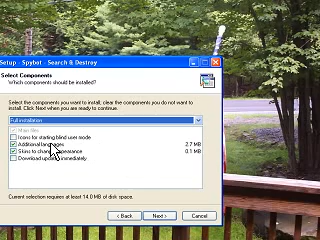 Setup - Spybot - Search & Destroy
Select Components
Which components should be installed?
Select the components you want to install; clear the components you do not want to
install. Click Next when you are ready to continue.
Full installation
Main files
Icons for starting blind user mode
Additional languages 2.7 MB
Skins to change appearance 0.1 MB
Download updates immediately
Current selection requires at least 14.0 MB of disk space.
< Back Next > Cancel